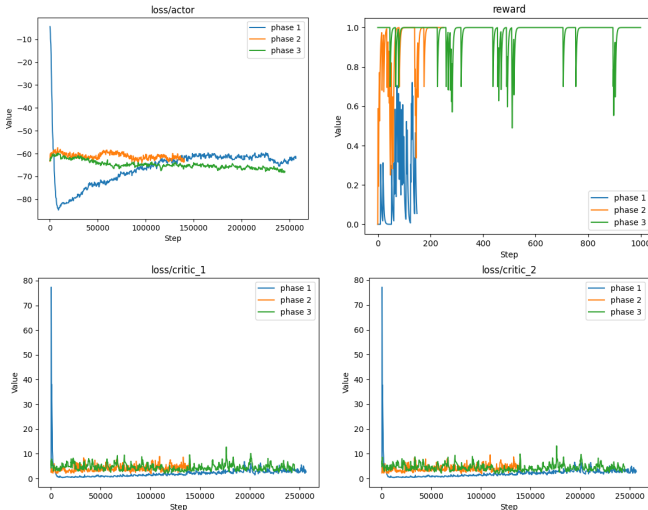 loss/actor
phase 1
phase 2
phase 3
−10
−20
−30
−40
−50
−60
−70
−80
Value
0
50000
100000
150000
200000
250000
Step
reward
1.0
0.8
0.6
0.4
0.2
0.0
Value
phase 1
phase 2
phase 3
0
200
400
600
800
1000
Step
loss/critic_1
phase 1
phase 2
phase 3
80
70
60
50
40
30
20
10
0
Value
0
50000
100000
150000
200000
250000
Step
loss/critic_2
phase 1
phase 2
phase 3
80
70
60
50
40
30
20
10
0
Value
0
50000
100000
150000
200000
250000
Step